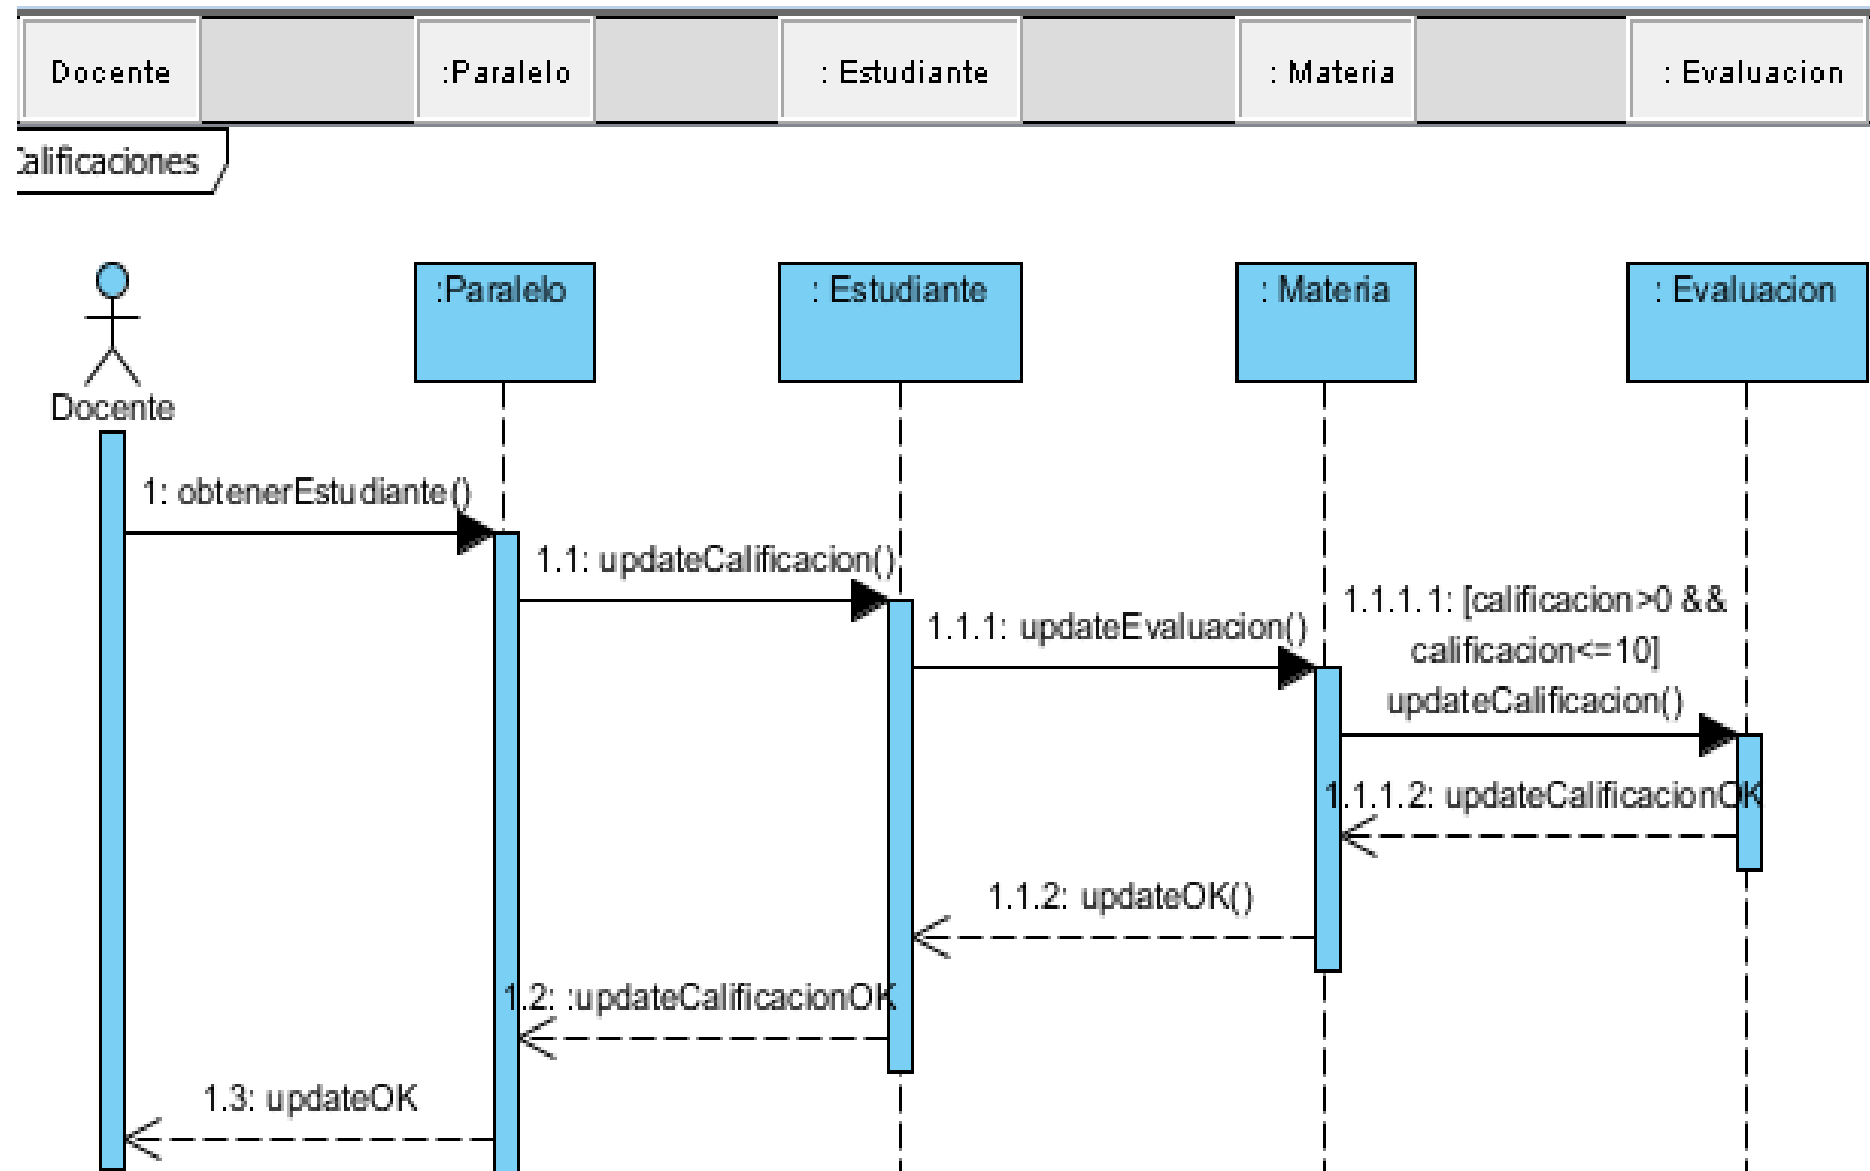 Docente
:Paralelo
: Estudiante
: Materia
: Evaluacion
alificaciones
:Paralelo
: Estudiante
: Materia
: Evaluacion
Docente
1: obtenerEstudiante()
1.1: updateCalificacion()
1.1.1: updateEvaluacion()
1.1.1.1: [calificacion>0 &&
calificacion<=10]
updateCalificacion()
1.1.1.2: updateCalificacionOK
1.1.2: updateOK()
1.2: :updateCalificacionOK
1.3: updateOK